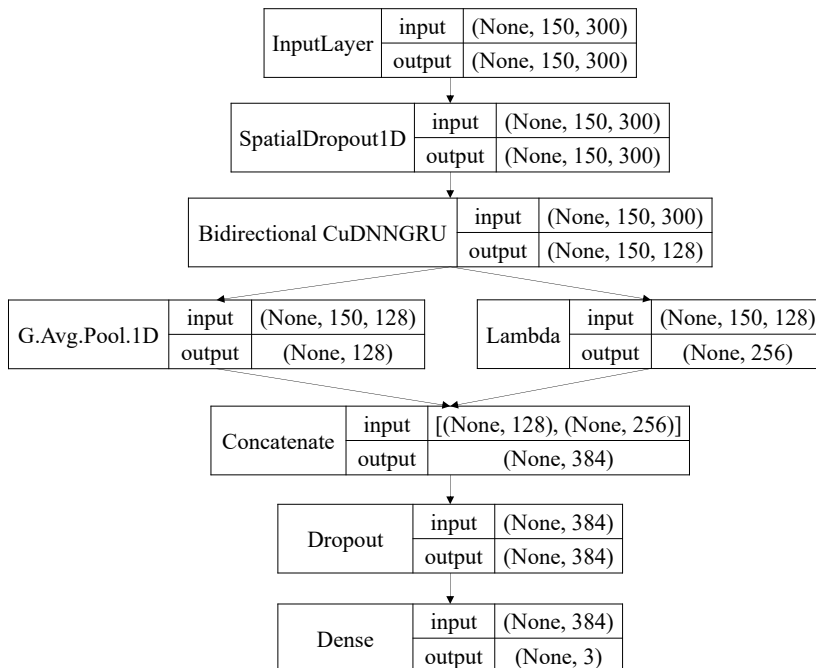 InputLayer
input (None, 150, 300)
output (None, 150, 300)
SpatialDropout1D
input (None, 150, 300)
output (None, 150, 300)
Bidirectional CuDNNGRU
input (None, 150, 300)
output (None, 150, 128)
G.Avg.Pool.1D
input (None, 150, 128)
output (None, 128)
Lambda
input (None, 150, 128)
output (None, 256)
Concatenate
input [(None, 128), (None, 256)]
output (None, 384)
Dropout
input (None, 384)
output (None, 384)
Dense
input (None, 384)
output (None, 3)